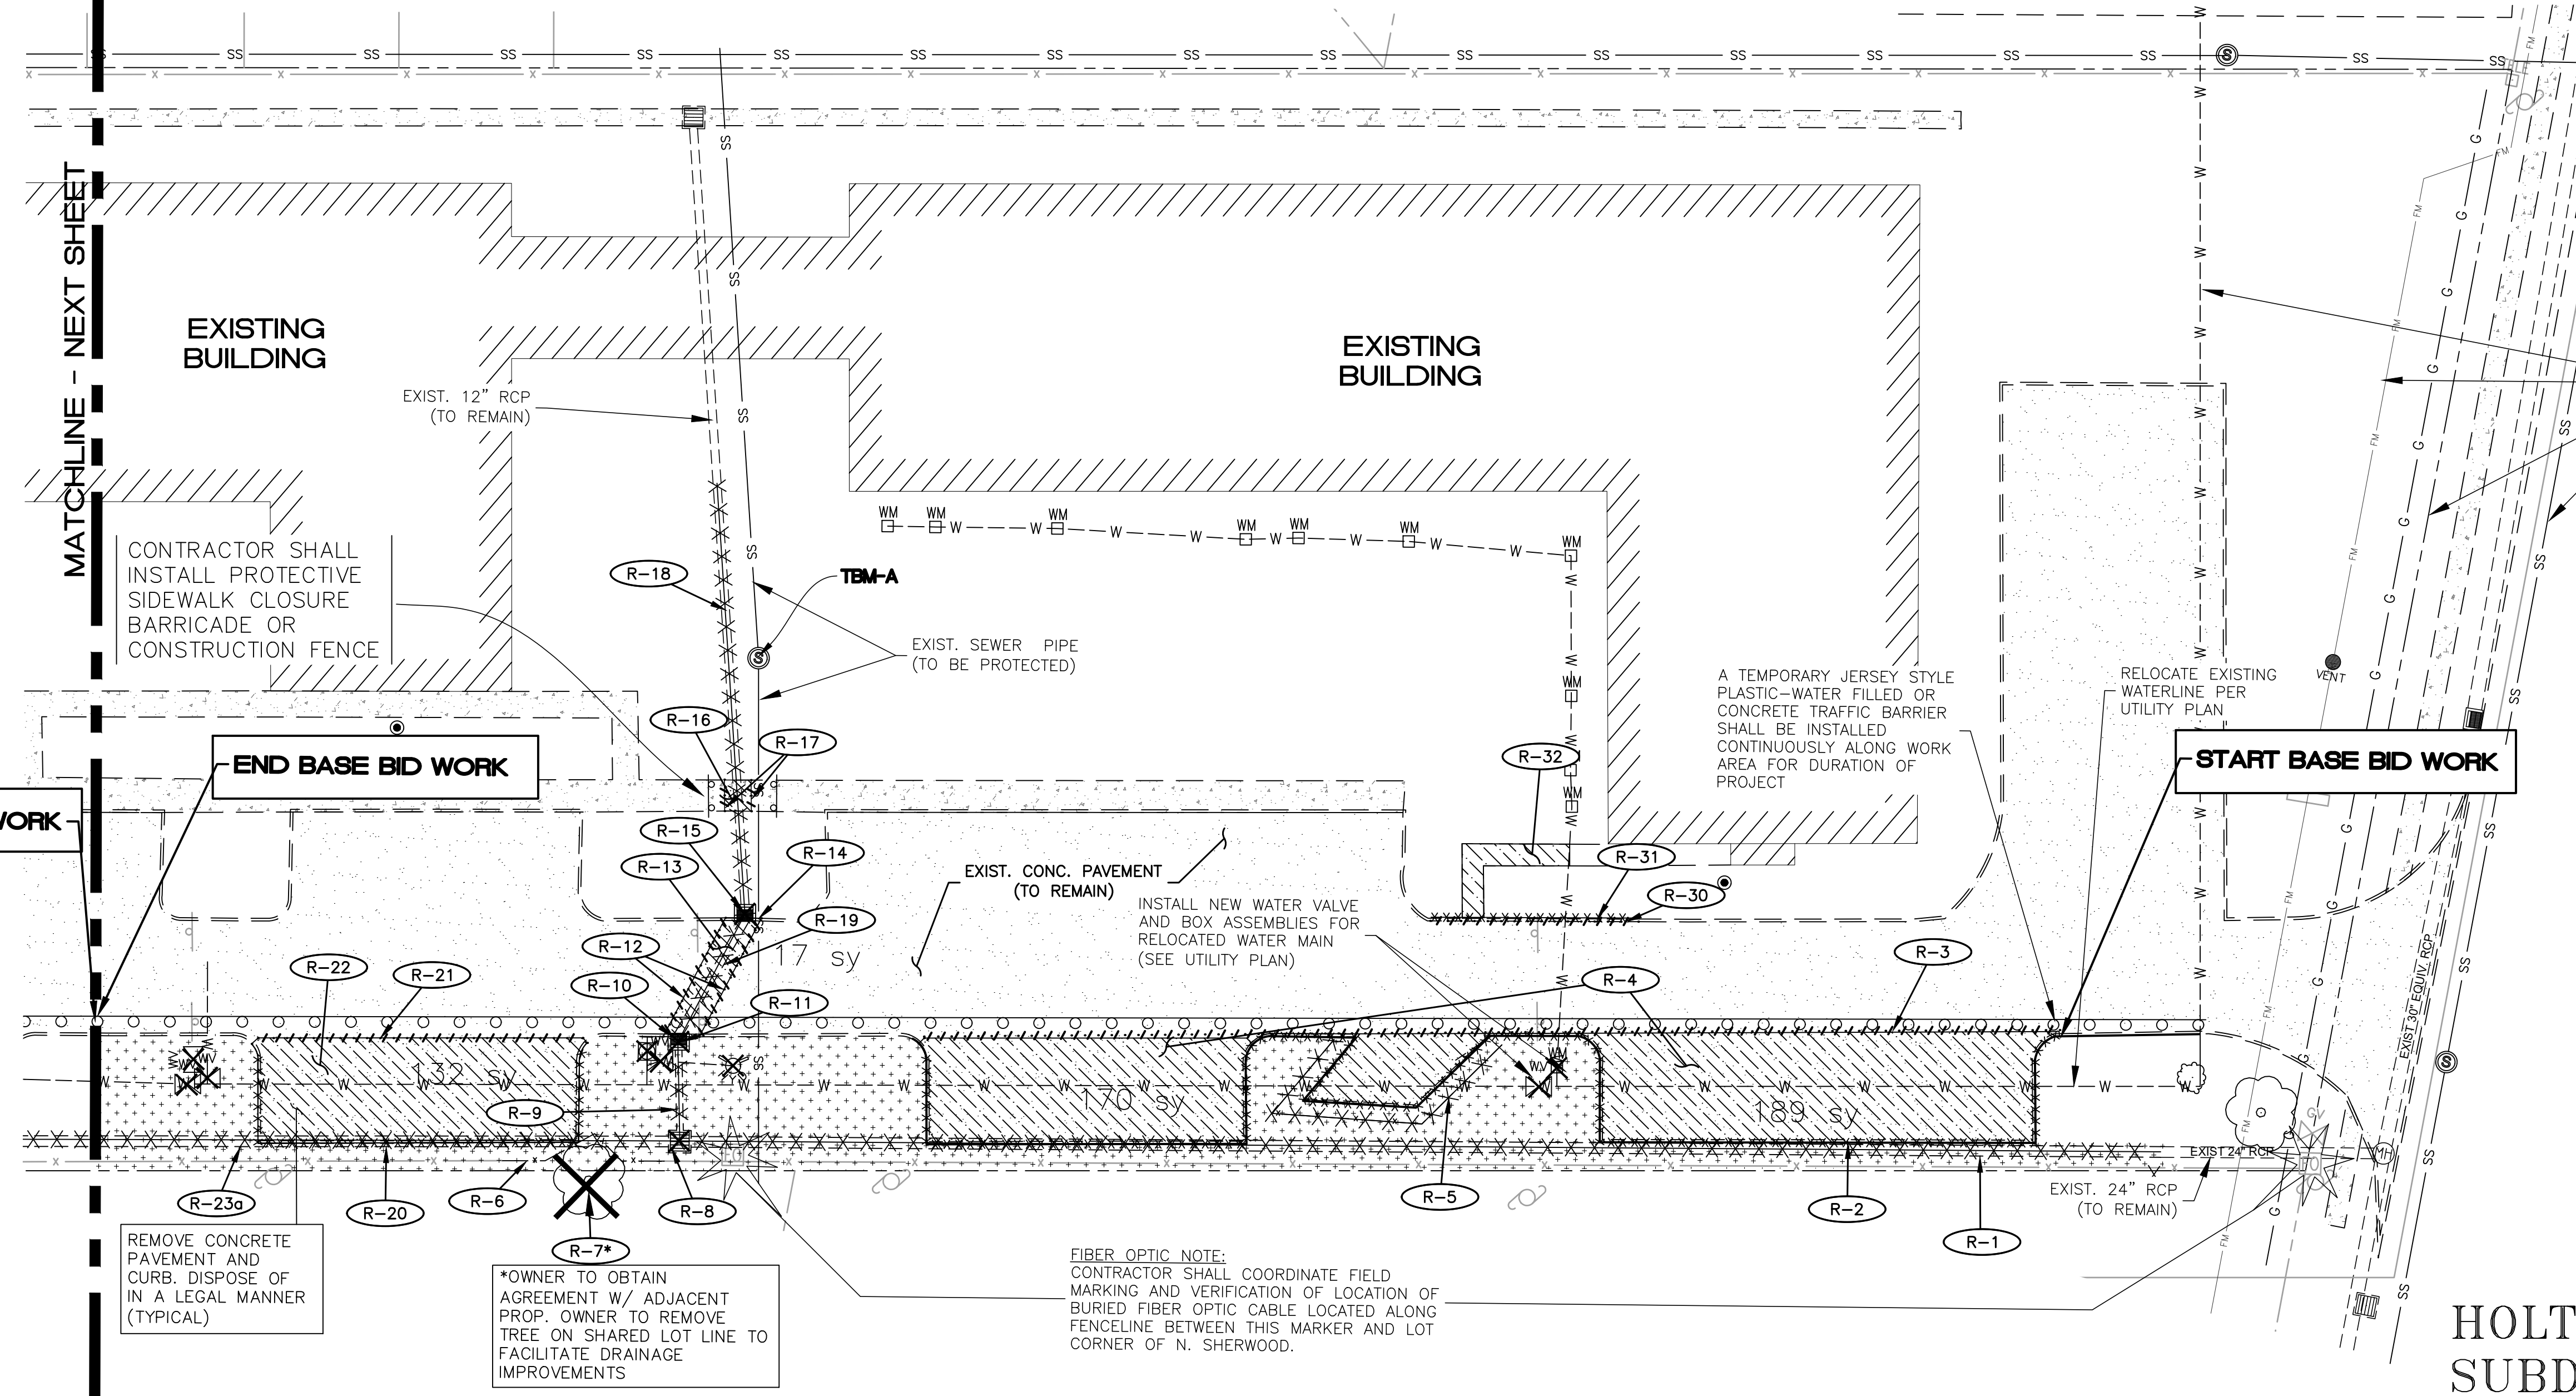 MATCHLINE - NEXT SHEET
EXISTING
BUILDING
EXISTING
BUILDING
EXIST. 12" RCP
(TO REMAIN)
CONTRACTOR SHALL
INSTALL PROTECTIVE
SIDEWALK CLOSURE
BARRICADE OR
CONSTRUCTION FENCE
R-18
TBM-A
EXIST. SEWER PIPE
(TO BE PROTECTED)
R-16
R-17
END BASE BID WORK
WORK
R-15
R-13
R-14
R-19
R-12
R-10
R-11
17 sy
EXIST. CONC. PAVEMENT
(TO REMAIN)
INSTALL NEW WATER VALVE
AND BOX ASSEMBLIES FOR
RELOCATED WATER MAIN
(SEE UTILITY PLAN)
R-32
R-31
R-30
A TEMPORARY JERSEY STYLE
PLASTIC-WATER FILLED OR
CONCRETE TRAFFIC BARRIER
SHALL BE INSTALLED
CONTINUOUSLY ALONG WORK
AREA FOR DURATION OF
PROJECT
RELOCATE EXISTING
WATERLINE PER
UTILITY PLAN
VENT
START BASE BID WORK
R-22
R-21
R-4
R-3
132 sy
170 sy
189 sy
EXIST 30" EQUIV. RCP
R-9
R-23a
R-20
R-6
R-7*
R-8
R-5
R-2
R-1
EXIST 24" RCP
EXIST. 24" RCP
(TO REMAIN)
MH
REMOVE CONCRETE
PAVEMENT AND
CURB. DISPOSE OF
IN A LEGAL MANNER
(TYPICAL)
*OWNER TO OBTAIN
AGREEMENT W/ ADJACENT
PROP. OWNER TO REMOVE
TREE ON SHARED LOT LINE TO
FACILITATE DRAINAGE
IMPROVEMENTS
FIBER OPTIC NOTE:
CONTRACTOR SHALL COORDINATE FIELD
MARKING AND VERIFICATION OF LOCATION OF
BURIED FIBER OPTIC CABLE LOCATED ALONG
FENCELINE BETWEEN THIS MARKER AND LOT
CORNER OF N. SHERWOOD.
HOLT
SUBD